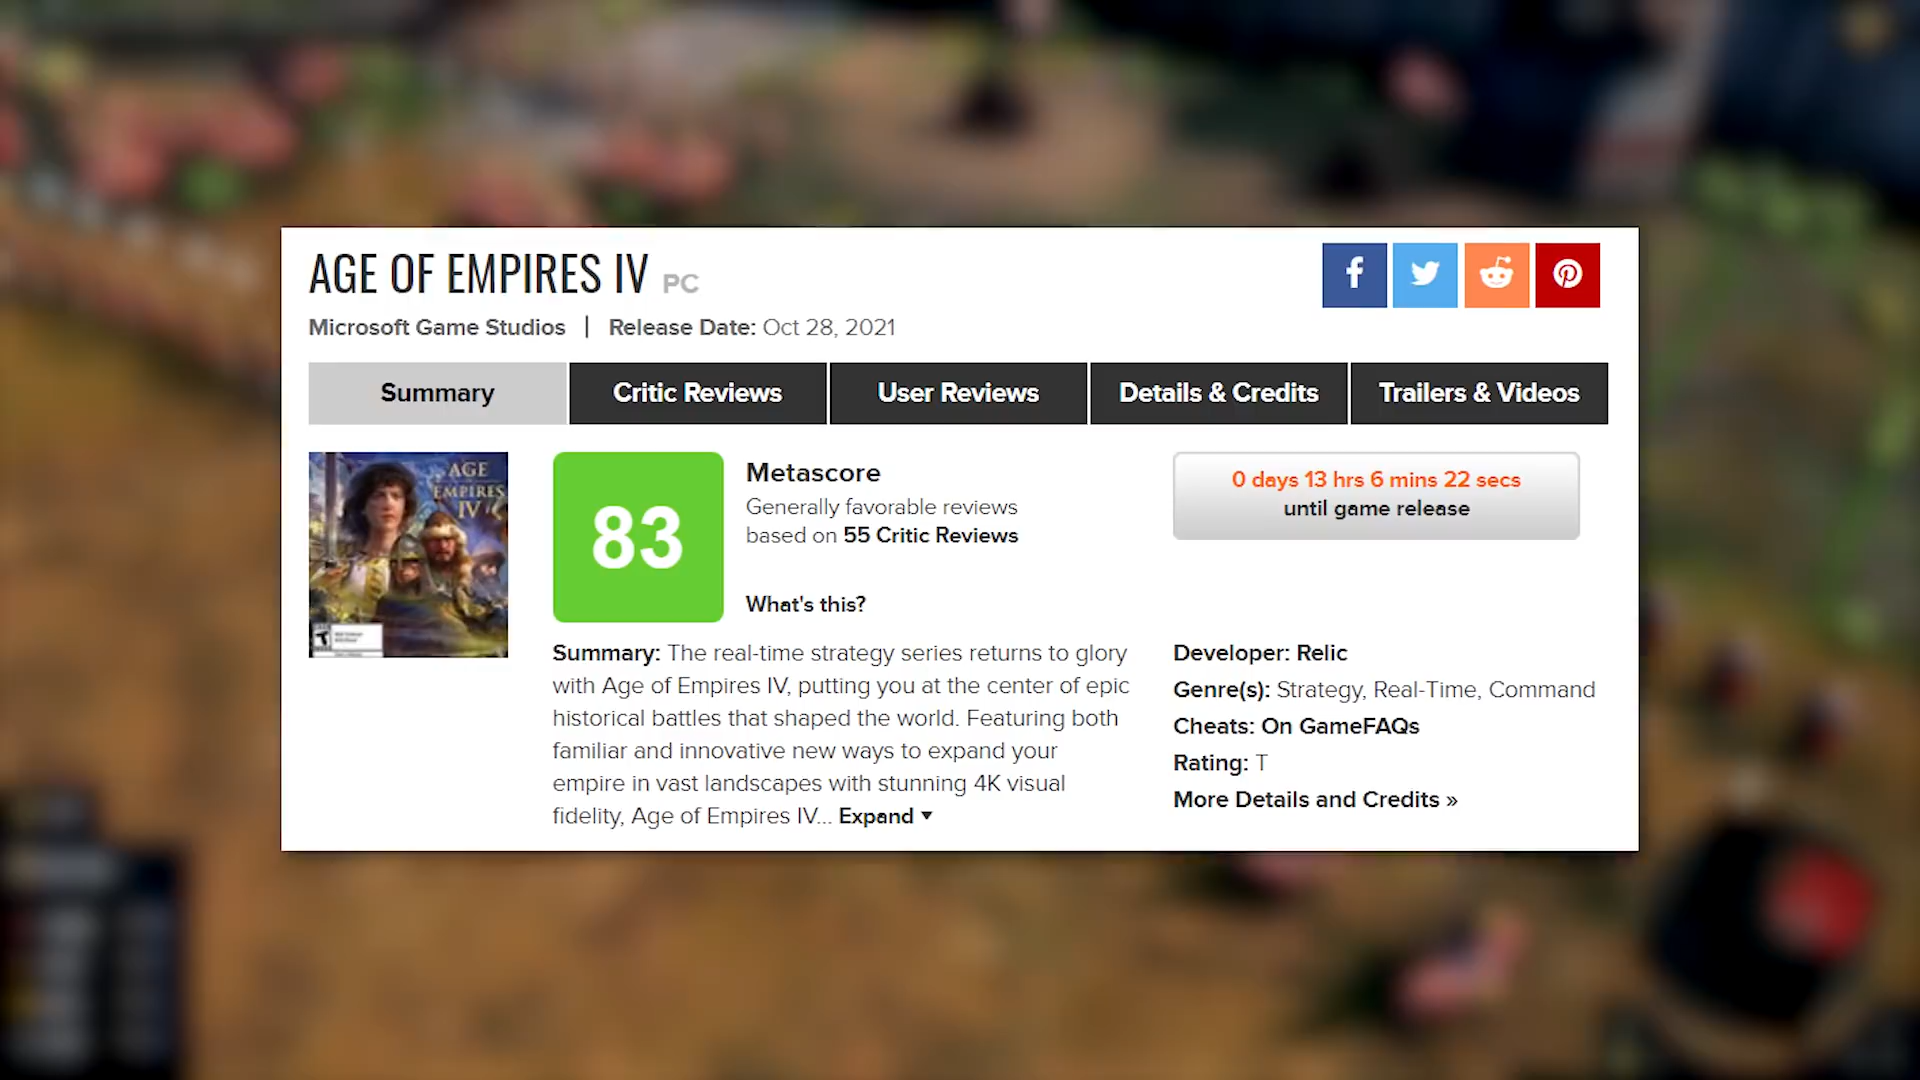 AGE OF EMPIRES IV PC
Microsoft Game Studios | Release Date: Oct 28, 2021
Summary
Critic Reviews
User Reviews
Details & Credits
Trailers & Videos
AGE
EMPIRES
IV
T
83
Metascore
Generally favorable reviews
based on 55 Critic Reviews
What's this?
0 days 13 hrs 6 mins 22 secs
until game release
Summary: The real-time strategy series returns to glory
with Age of Empires IV, putting you at the center of epic
historical battles that shaped the world. Featuring both
familiar and innovative new ways to expand your
empire in vast landscapes with stunning 4K visual
fidelity, Age of Empires IV... Expand ▼
Developer: Relic
Genre(s): Strategy, Real-Time, Command
Cheats: On GameFAQs
Rating: T
More Details and Credits »